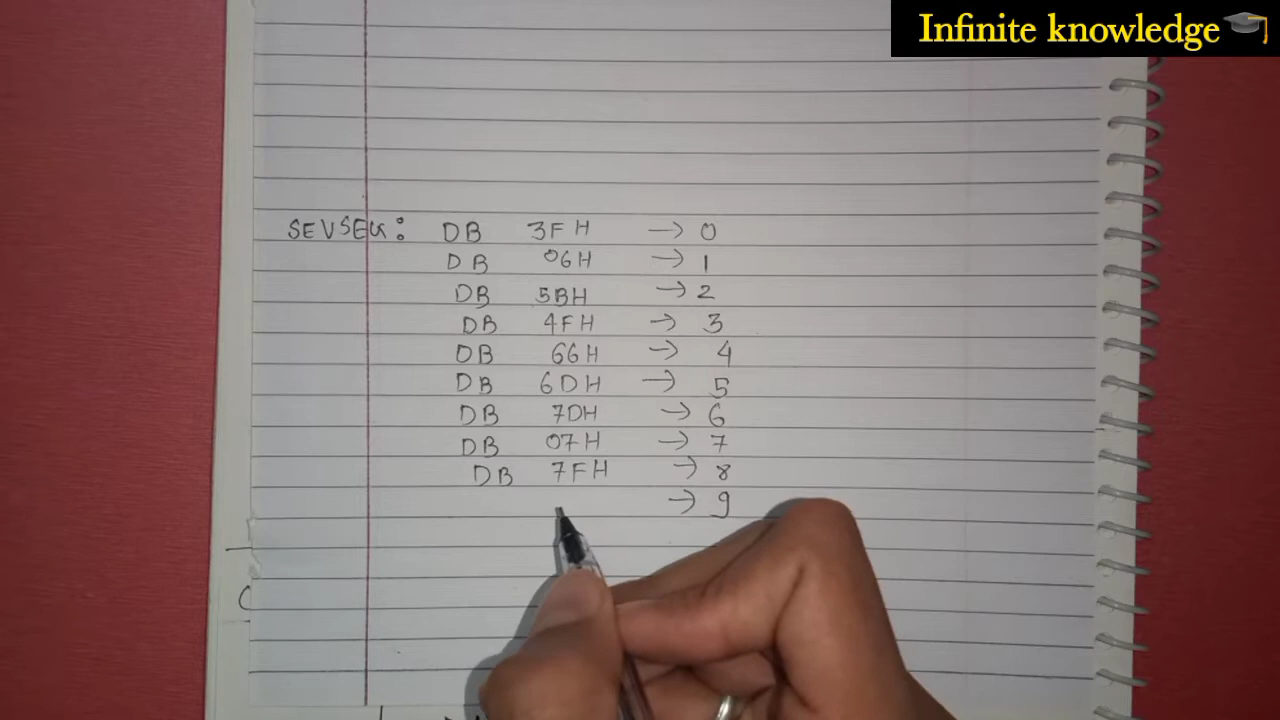 Infinite knowledge
SEVSEG: DB 3FH → 0
DB 06H → 1
DB 5BH → 2
DB 4FH → 3
DB 66H → 4
DB 6DH → 5
DB 7DH → 6
DB 07H → 7
DB 7FH → 8
→ 9